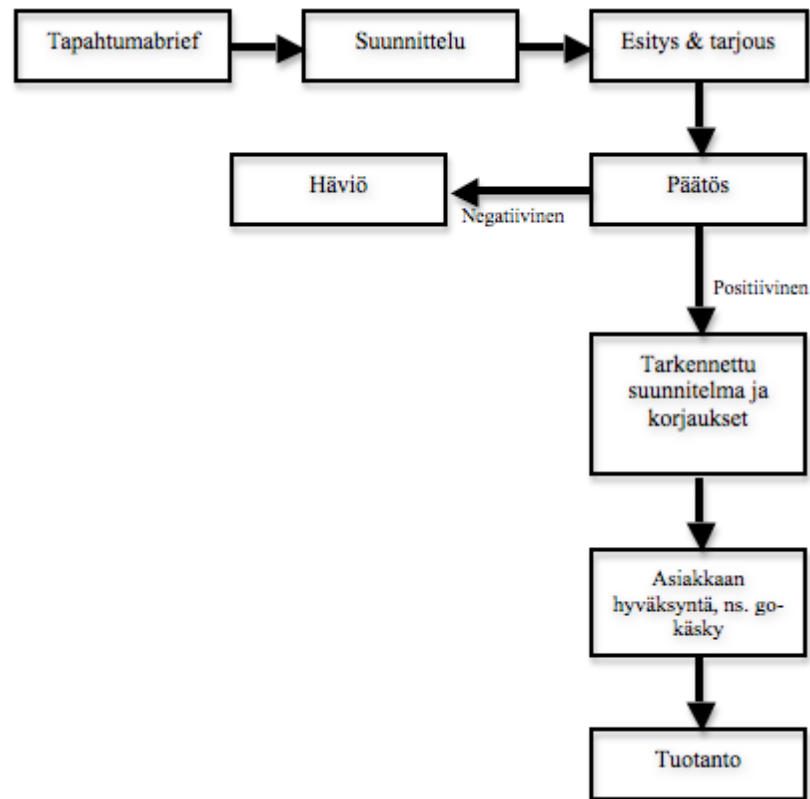 Tapahtumabrief
Suunnittelu
Esitys & tarjous
Häviö
Päätös
Negatiivinen
Positiivinen
Tarkennettu
suunnitelma ja
korjaukset
Asiakkaan
hyväksyntä, ns. go-
käsky
Tuotanto